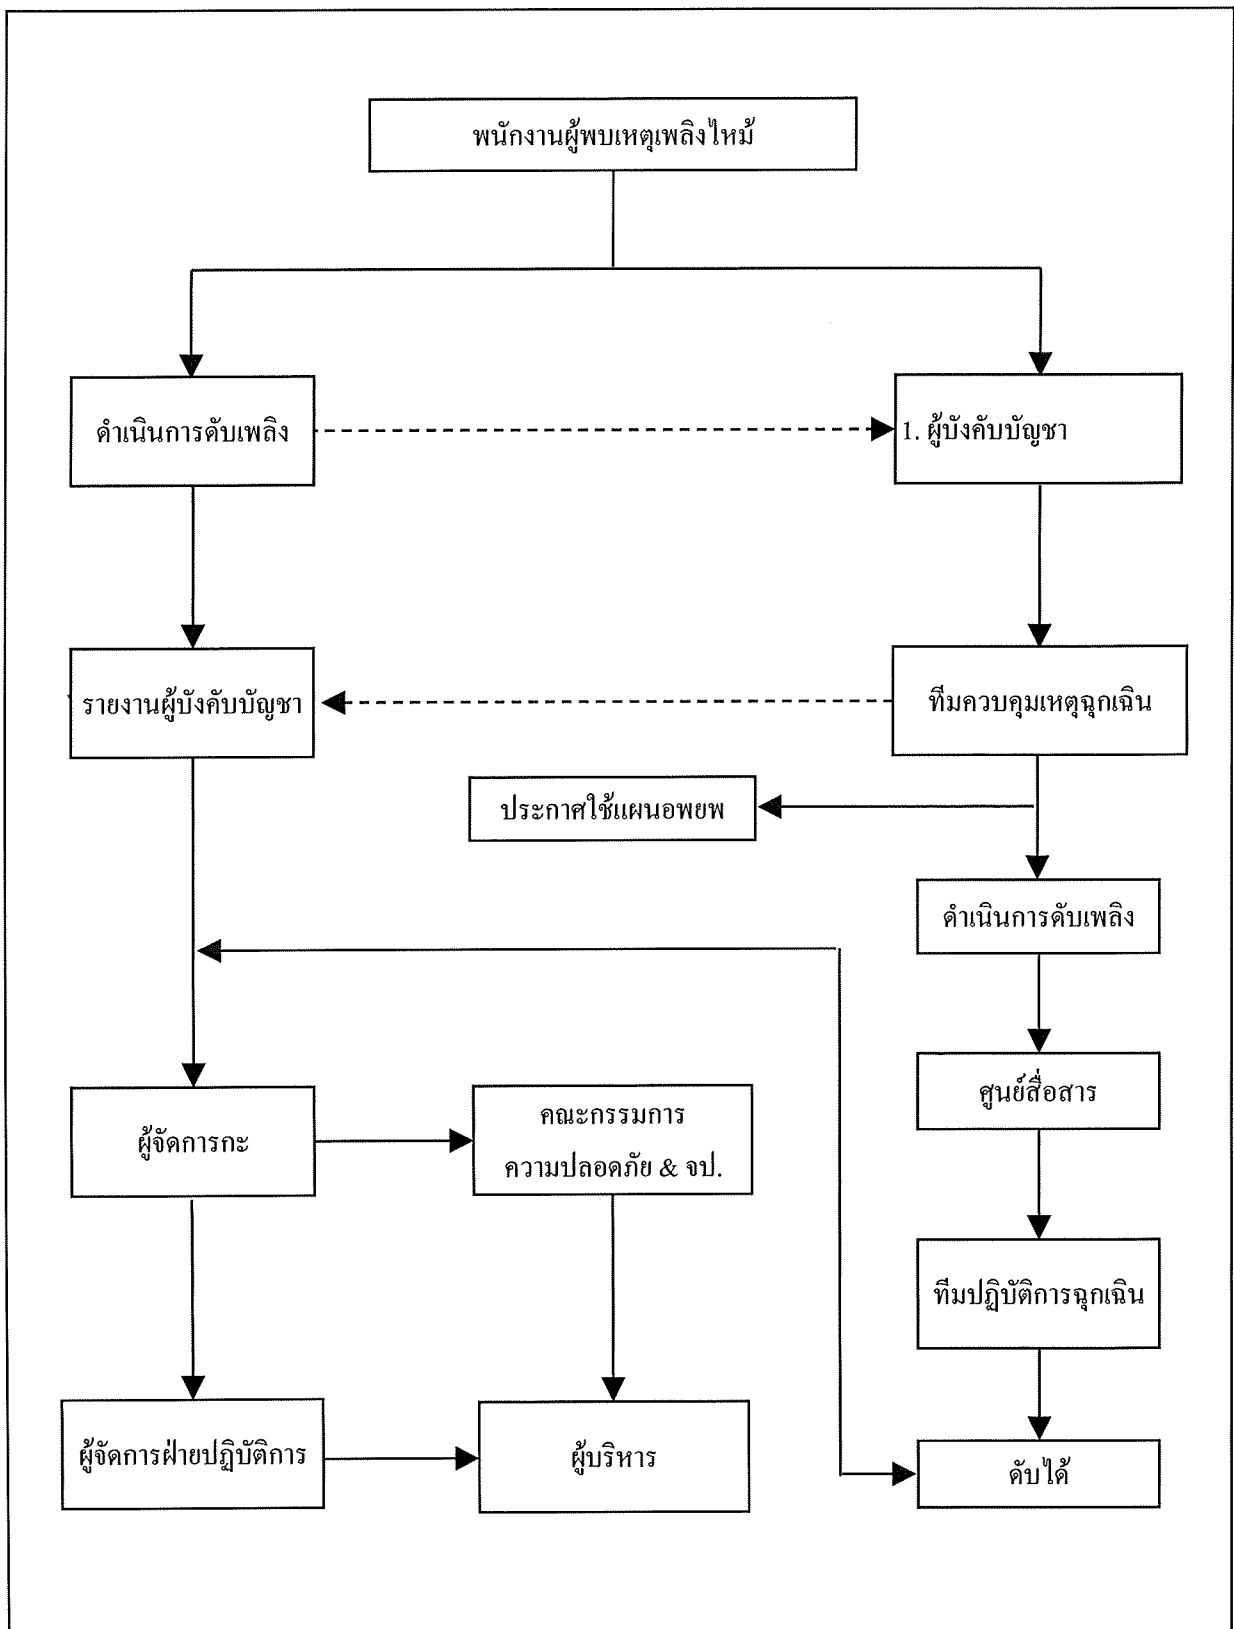 พนักงานผู้พบเหตุเพลิงไหม้
ดำเนินการดับเพลิง
1. ผู้บังคับบัญชา
รายงานผู้บังคับบัญชา
ทีมควบคุมเหตุฉุกเฉิน
ประกาศใช้แผนอพยพ
ดำเนินการดับเพลิง
ศูนย์สื่อสาร
ผู้จัดการกะ
คณะกรรมการ
ความปลอดภัย & จป.
ทีมปฏิบัติการฉุกเฉิน
ผู้จัดการฝ่ายปฏิบัติการ
ผู้บริหาร
ดับได้